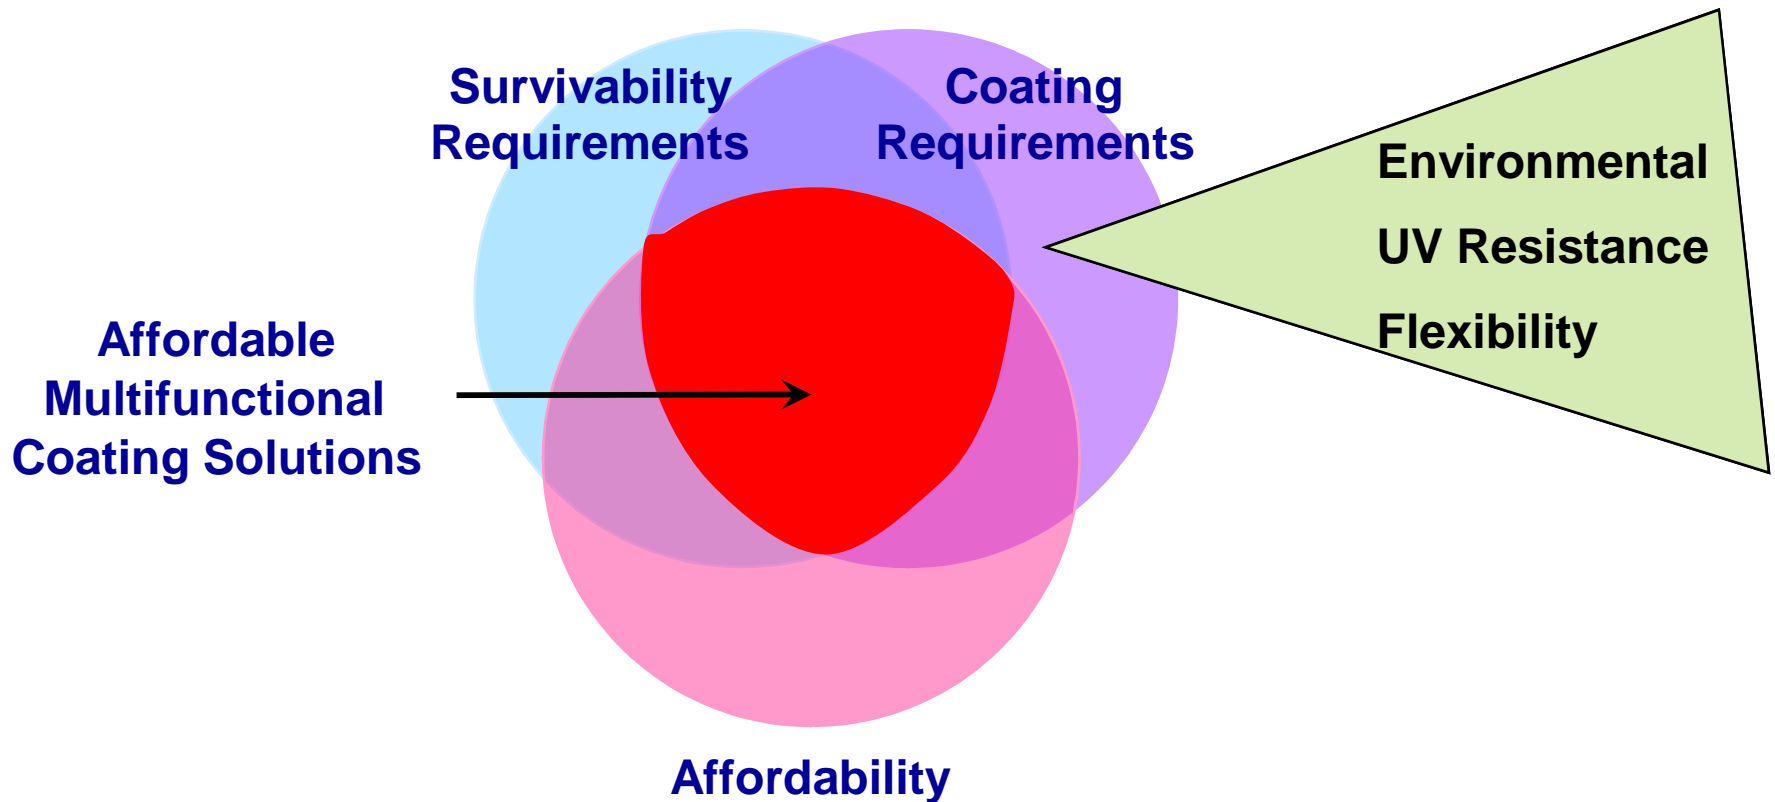 Survivability
Requirements
Coating
Requirements
Environmental
UV Resistance
Flexibility
Affordable
Multifunctional
Coating Solutions
Affordability